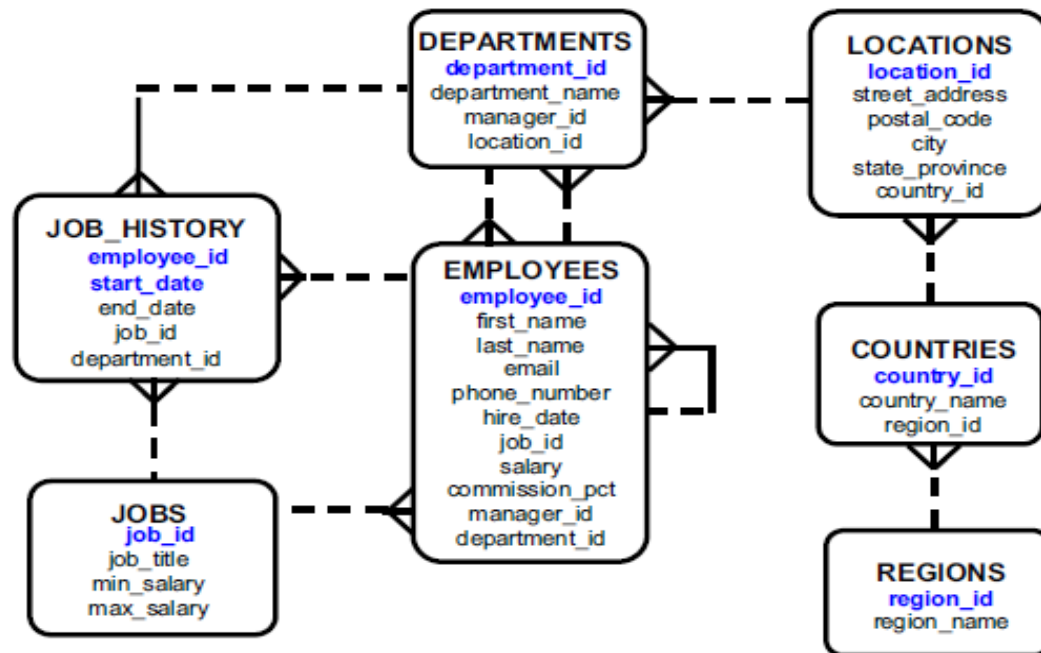 DEPARTMENTS
department_id
department_name
manager_id
location_id
LOCATIONS
location_id
street_address
postal_code
city
state_province
country_id
JOB_HISTORY
employee_id
start_date
end_date
job_id
department_id
EMPLOYEES
employee_id
first_name
last_name
email
phone_number
hire_date
job_id
salary
commission_pct
manager_id
department_id
COUNTRIES
country_id
country_name
region_id
JOBS
job_id
job_title
min_salary
max_salary
REGIONS
region_id
region_name